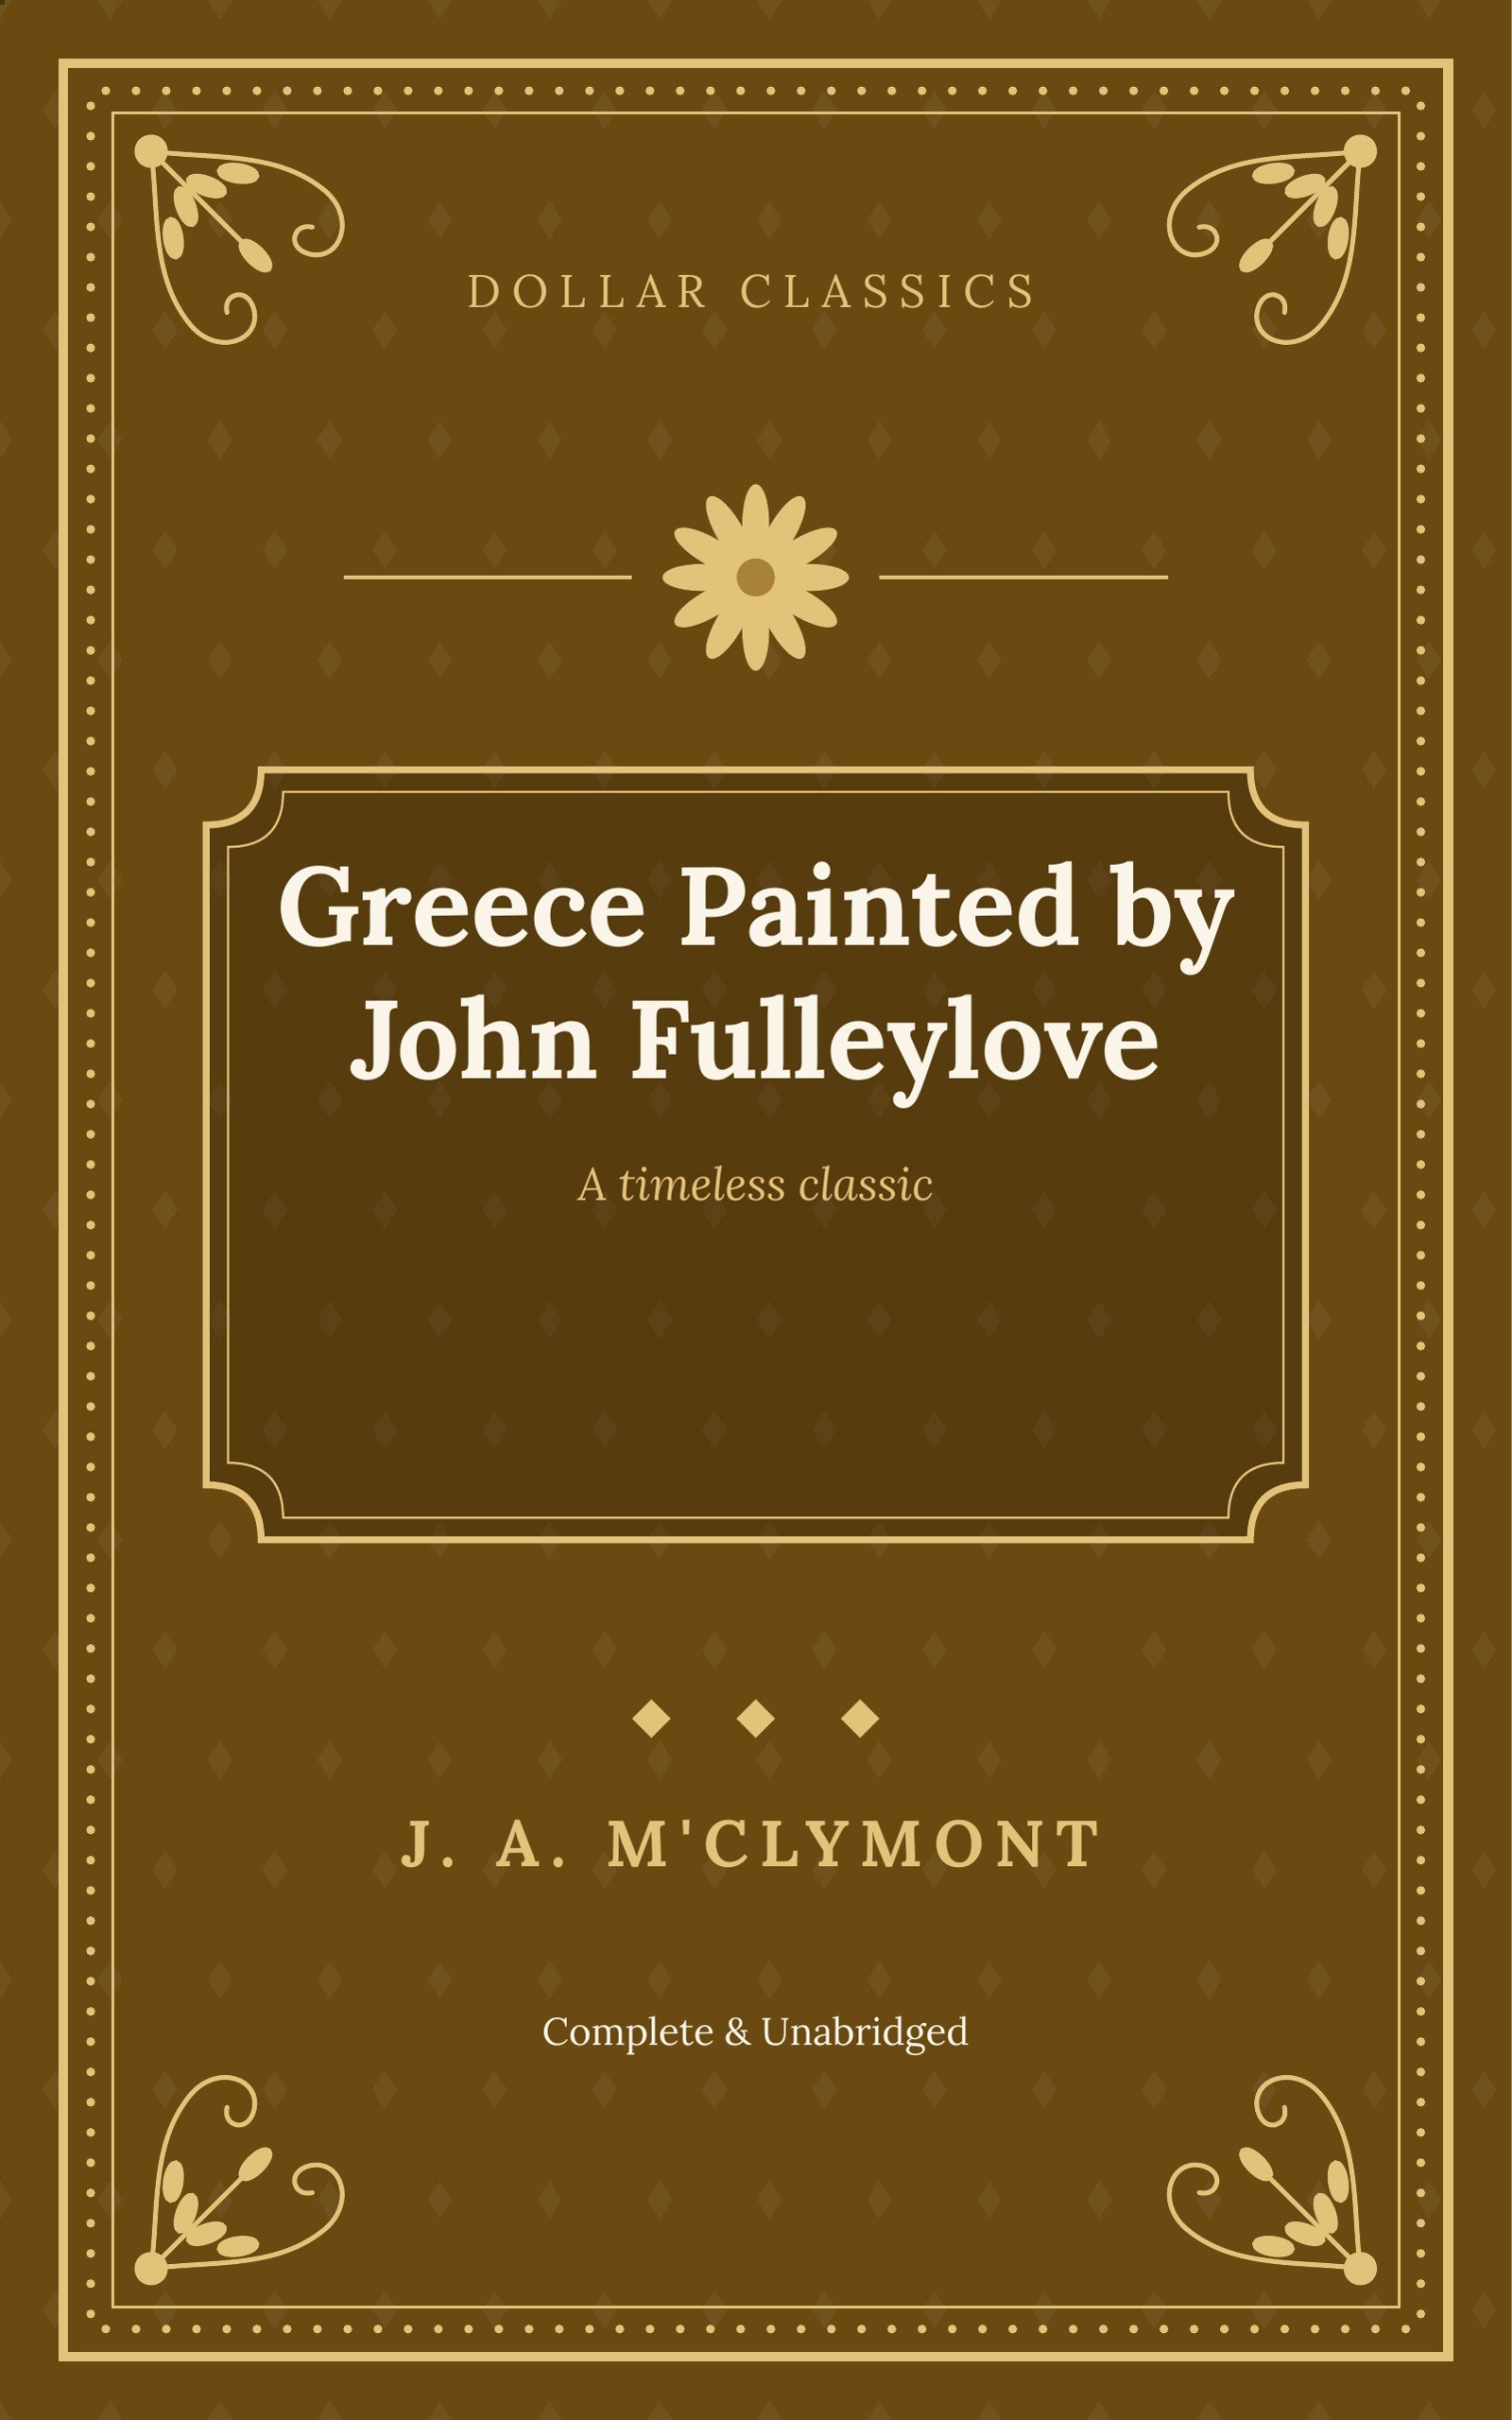 DOLLAR CLASSICS
Greece Painted by
John Fulleylove
A timeless classic
J. A. M'CLYMONT
Complete & Unabridged